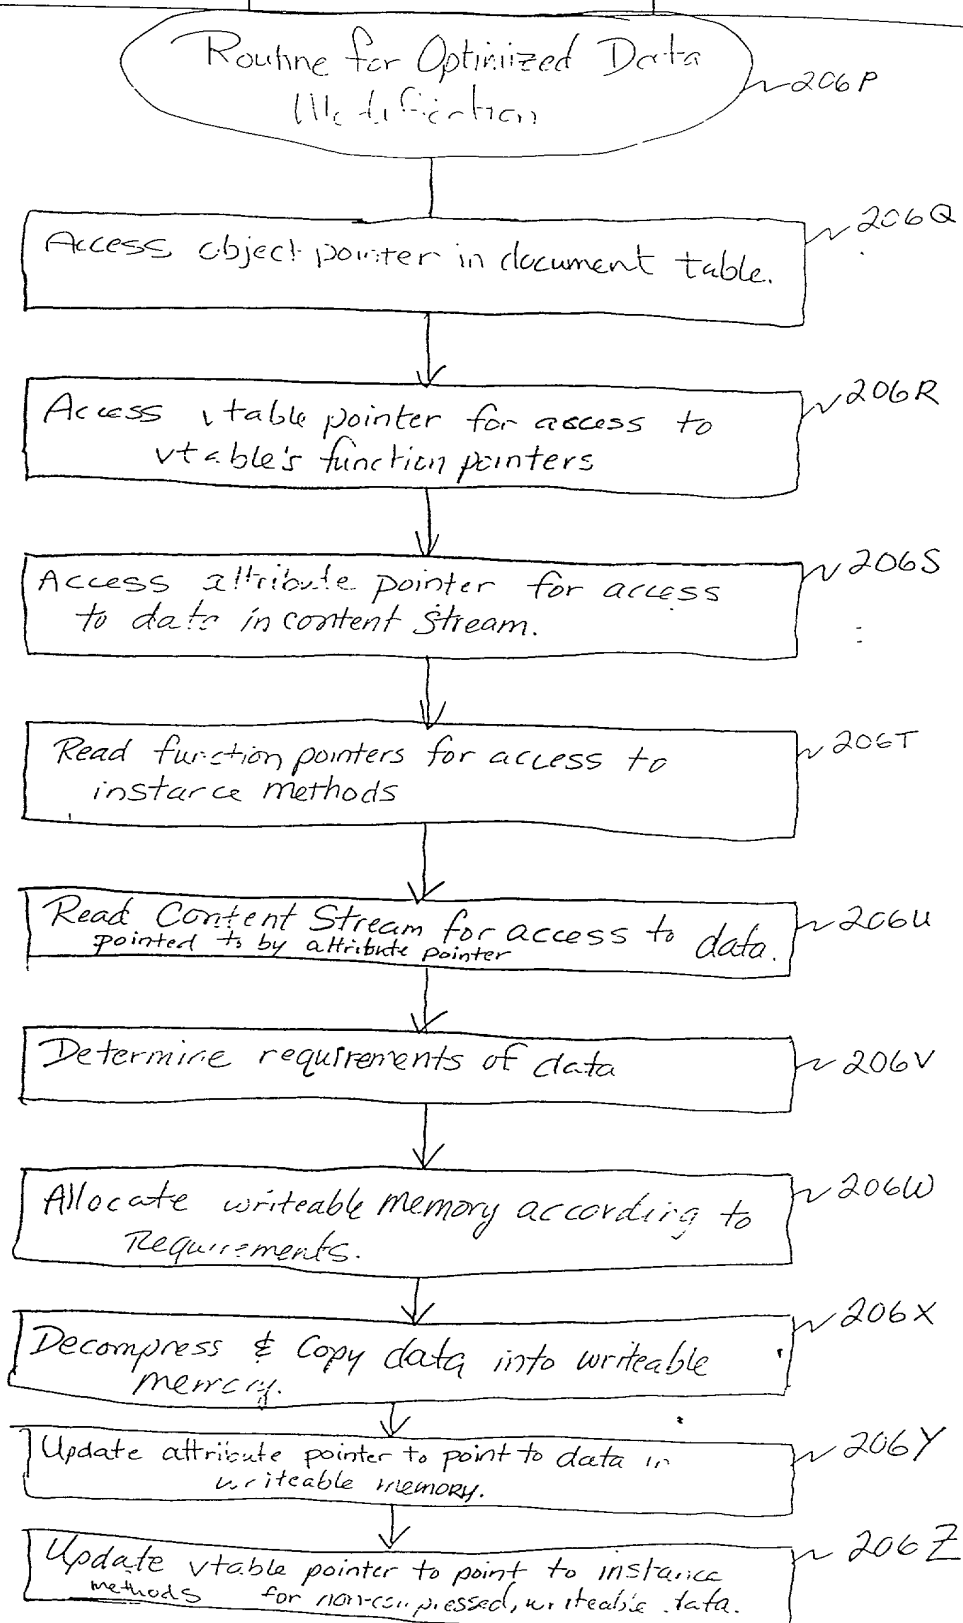 Routine for Optimized Data
Modification
206P
Access object pointer in document table.
206Q
Access vtable pointer for access to
vtable's function pointers
206R
Access attribute pointer for access
to data in content Stream.
206S
Read function pointers for access to
instance methods
206T
Read Content Stream for access to data.
pointed to by attribute pointer
206U
Determine requirements of data
206V
Allocate writeable memory according to
Requirements.
206W
Decompress & Copy data into writeable
memory.
206X
Update attribute pointer to point to data in
writeable memory.
206Y
Update vtable pointer to point to instance
methods for non-compressed, writeable data.
206Z